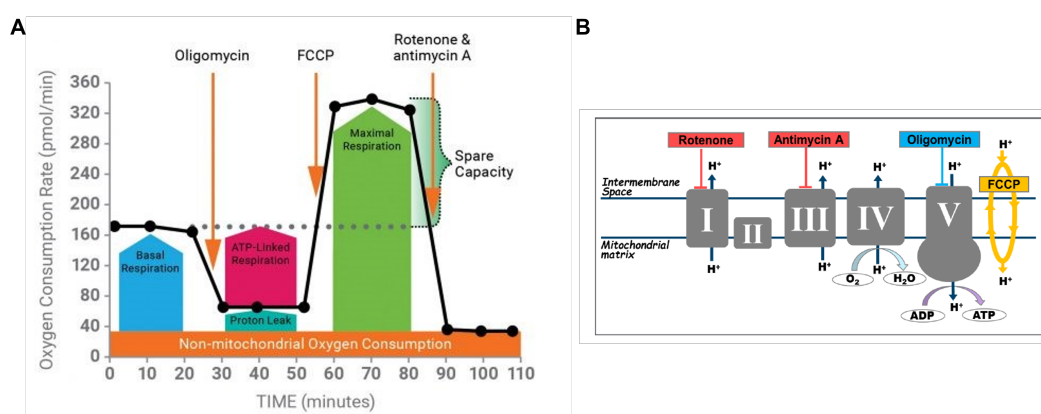 A
Oligomycin
FCCP
Rotenone &
antimycin A
Oxygen Consumption Rate (pmol/min)
360
320
280
240
200
160
120
80
40
0
Basal
Respiration
ATP-Linked
Respiration
Proton Leak
Maximal
Respiration
Spare
Capacity
Non-mitochondrial Oxygen Consumption
0 10 20 30 40 50 60 70 80 90 100 110
TIME (minutes)
B
Rotenone
Antimycin A
Oligomycin
H⁺
H⁺
H⁺
H⁺
H⁺
FCCP
Intermembrane
Space
I
II
III
IV
V
Mitochondrial
matrix
H⁺
H⁺
H⁺
H⁺
O₂
H₂O
H⁺
ADP
ATP